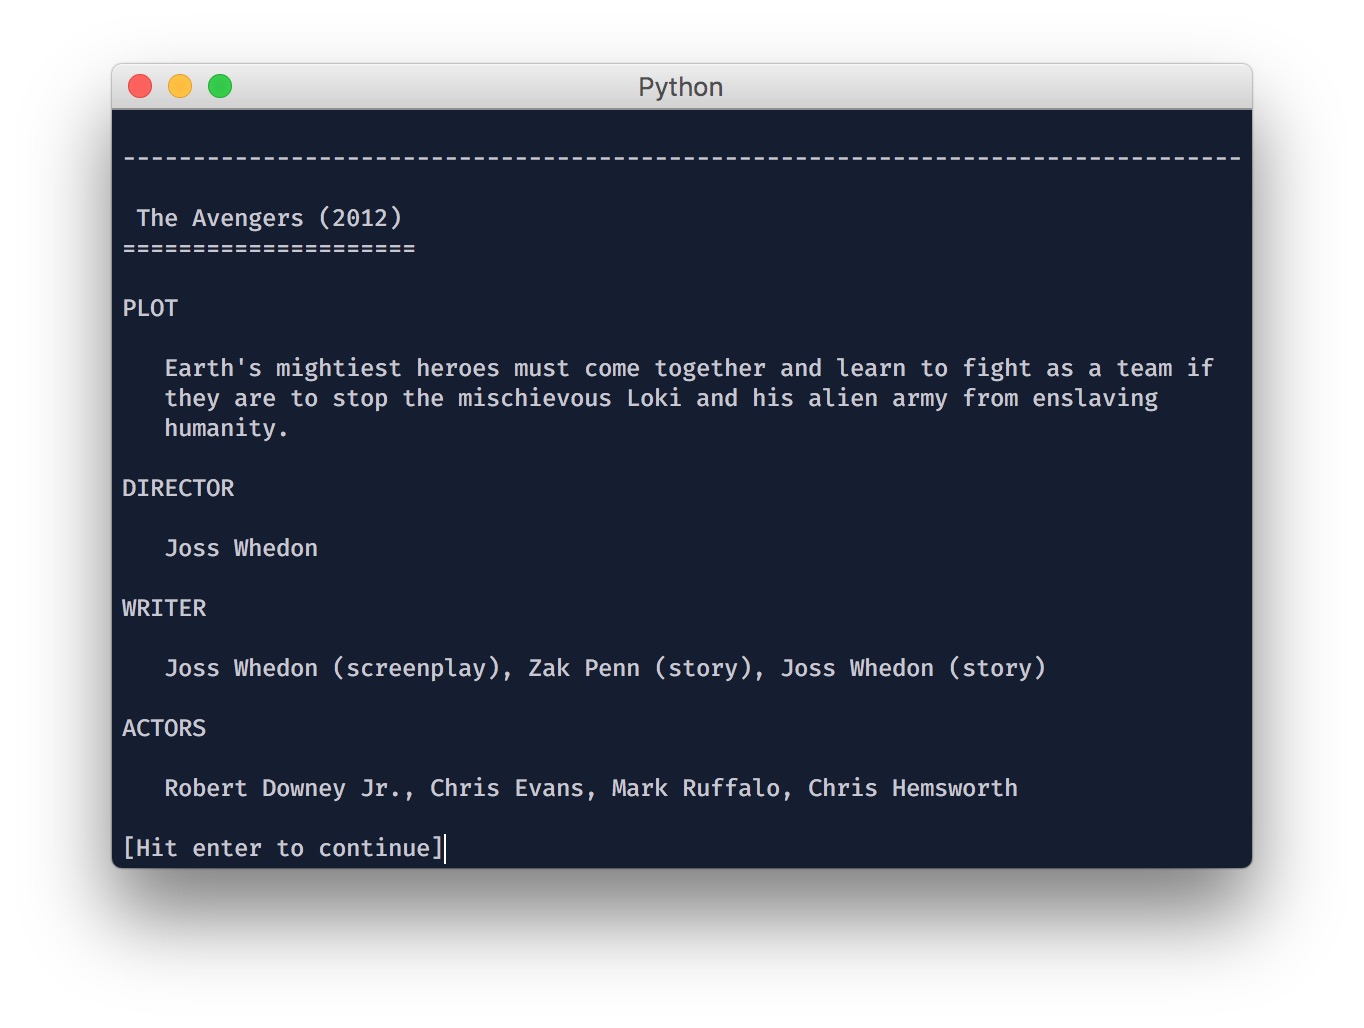 Python
--------------------------------------------------------------------------------
The Avengers (2012)
=====================
PLOT
Earth's mightiest heroes must come together and learn to fight as a team if
they are to stop the mischievous Loki and his alien army from enslaving
humanity.
DIRECTOR
Joss Whedon
WRITER
Joss Whedon (screenplay), Zak Penn (story), Joss Whedon (story)
ACTORS
Robert Downey Jr., Chris Evans, Mark Ruffalo, Chris Hemsworth
[Hit enter to continue]